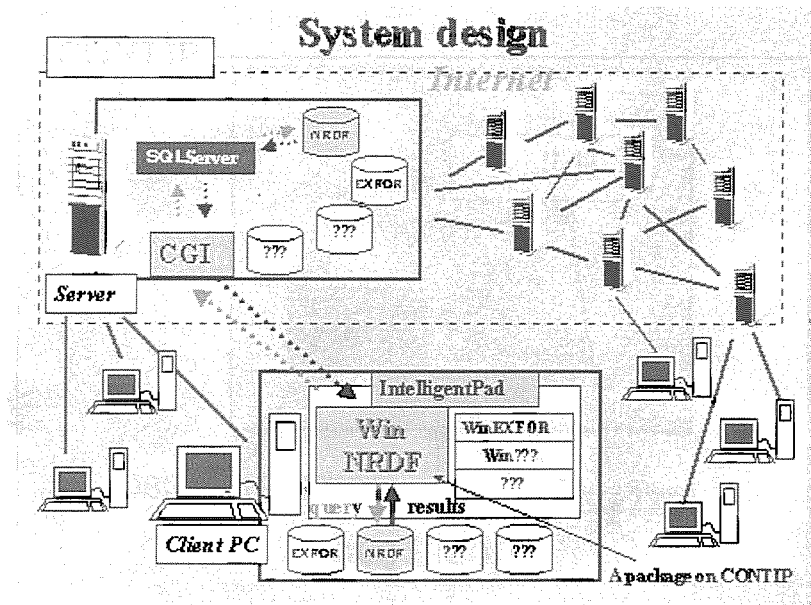 System design
CONTIP
Internet
NRDF
SQLServer
EXFOR
???
CGI
???
Server
IntelligentPad
Win
NRDF
WinEXFOR
Win???
???
query
results
Client PC
EXFOR
NRDF
???
???
A package on CONTIP